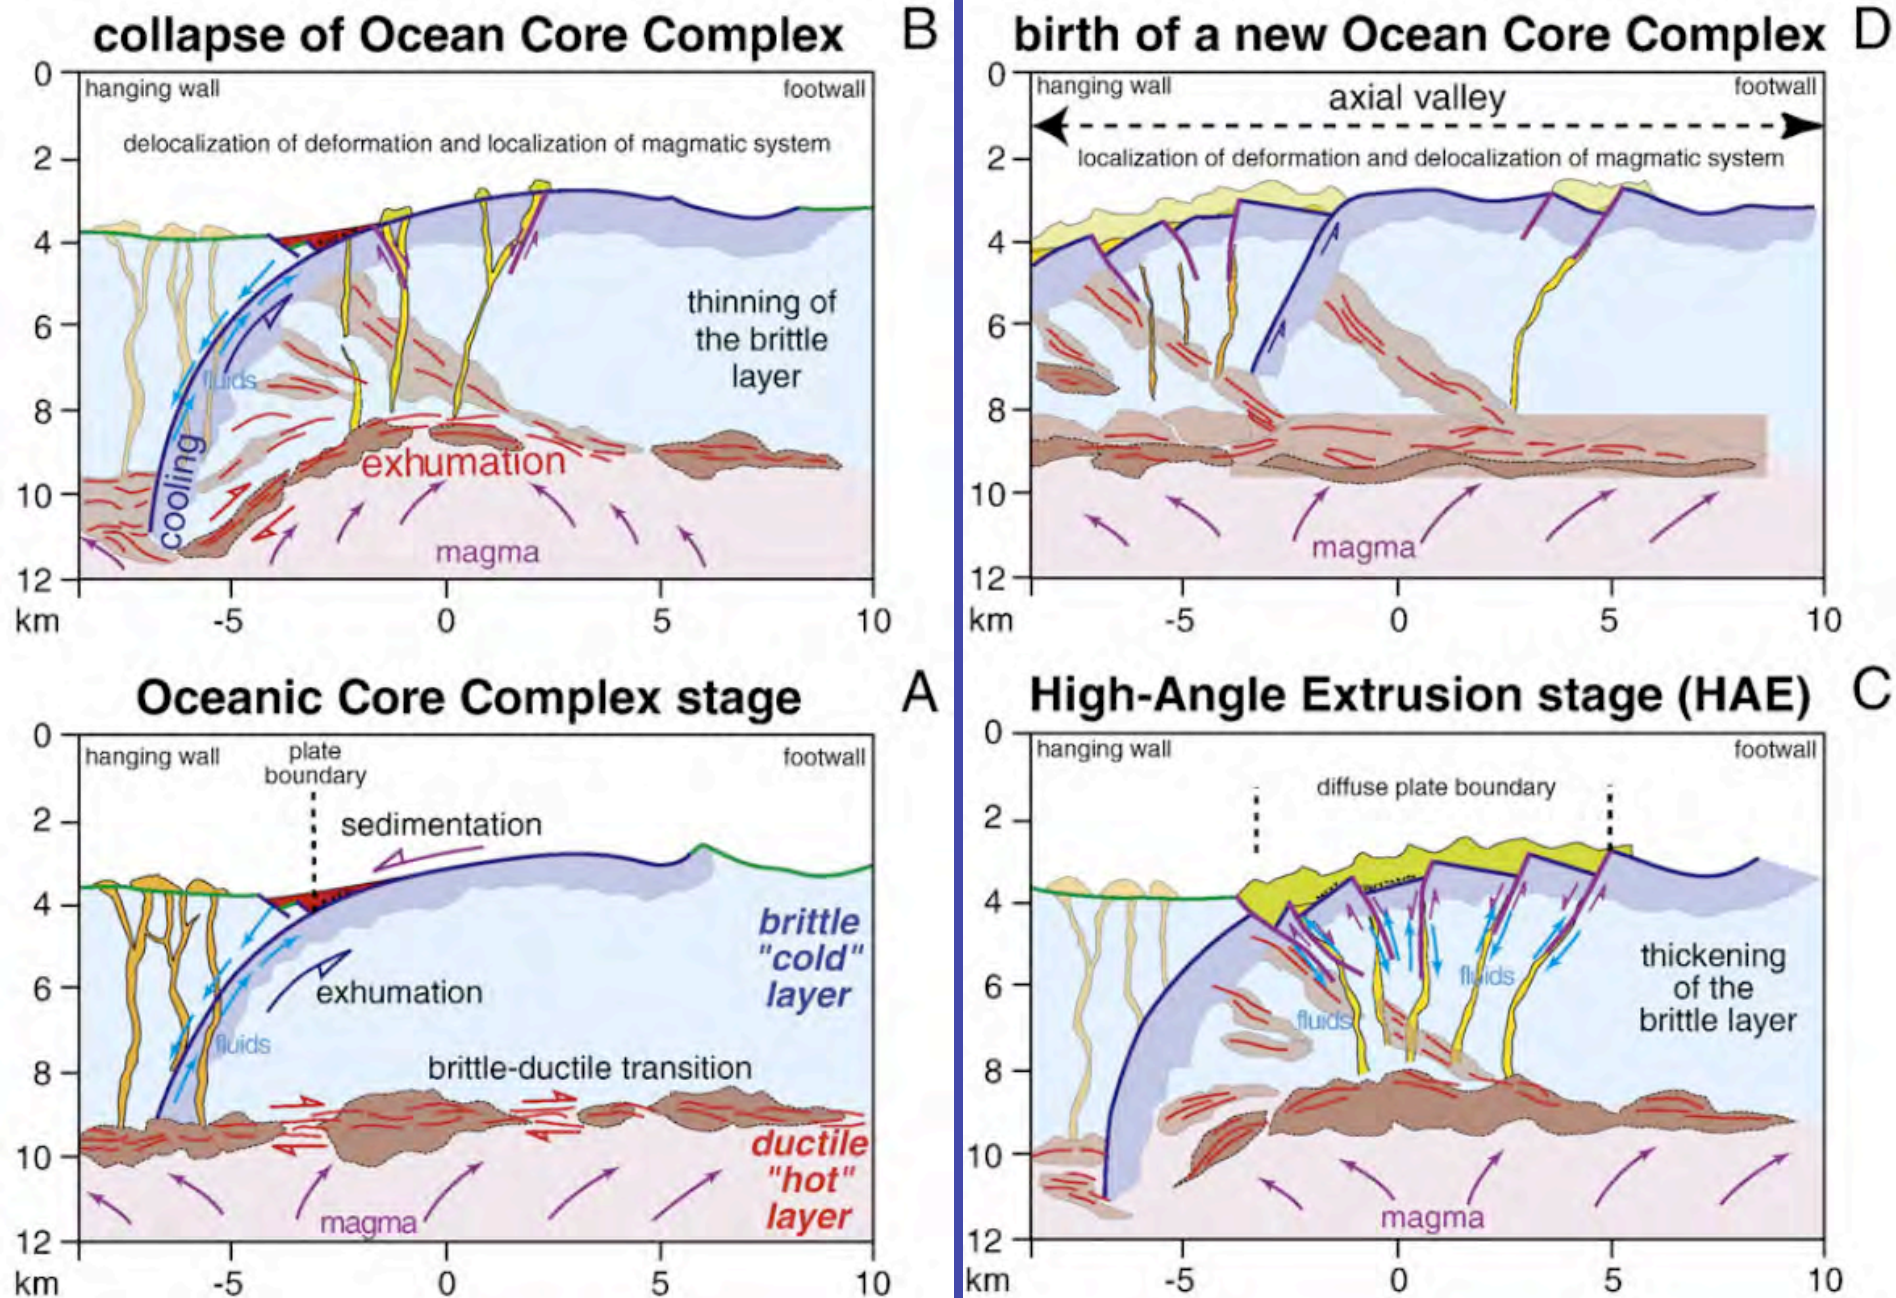 collapse of Ocean Core Complex
B
0
hanging wall
footwall
delocalization of deformation and localization of magmatic system
2
4
thinning of
the brittle
layer
6
fluids
8
exhumation
cooling
10
magma
12
km
-5
0
5
10
birth of a new Ocean Core Complex
D
0
hanging wall
footwall
axial valley
2
localization of deformation and delocalization of magmatic system
4
6
8
10
magma
12
km
-5
0
5
10
Oceanic Core Complex stage
A
0
hanging wall
plate
boundary
footwall
2
sedimentation
4
brittle
"cold"
layer
6
exhumation
fluids
8
brittle-ductile transition
10
ductile
"hot"
layer
magma
12
km
-5
0
5
10
High-Angle Extrusion stage (HAE)
C
0
hanging wall
footwall
diffuse plate boundary
2
4
thickening
of the
brittle layer
6
fluids
fluids
8
10
magma
12
km
-5
0
5
10